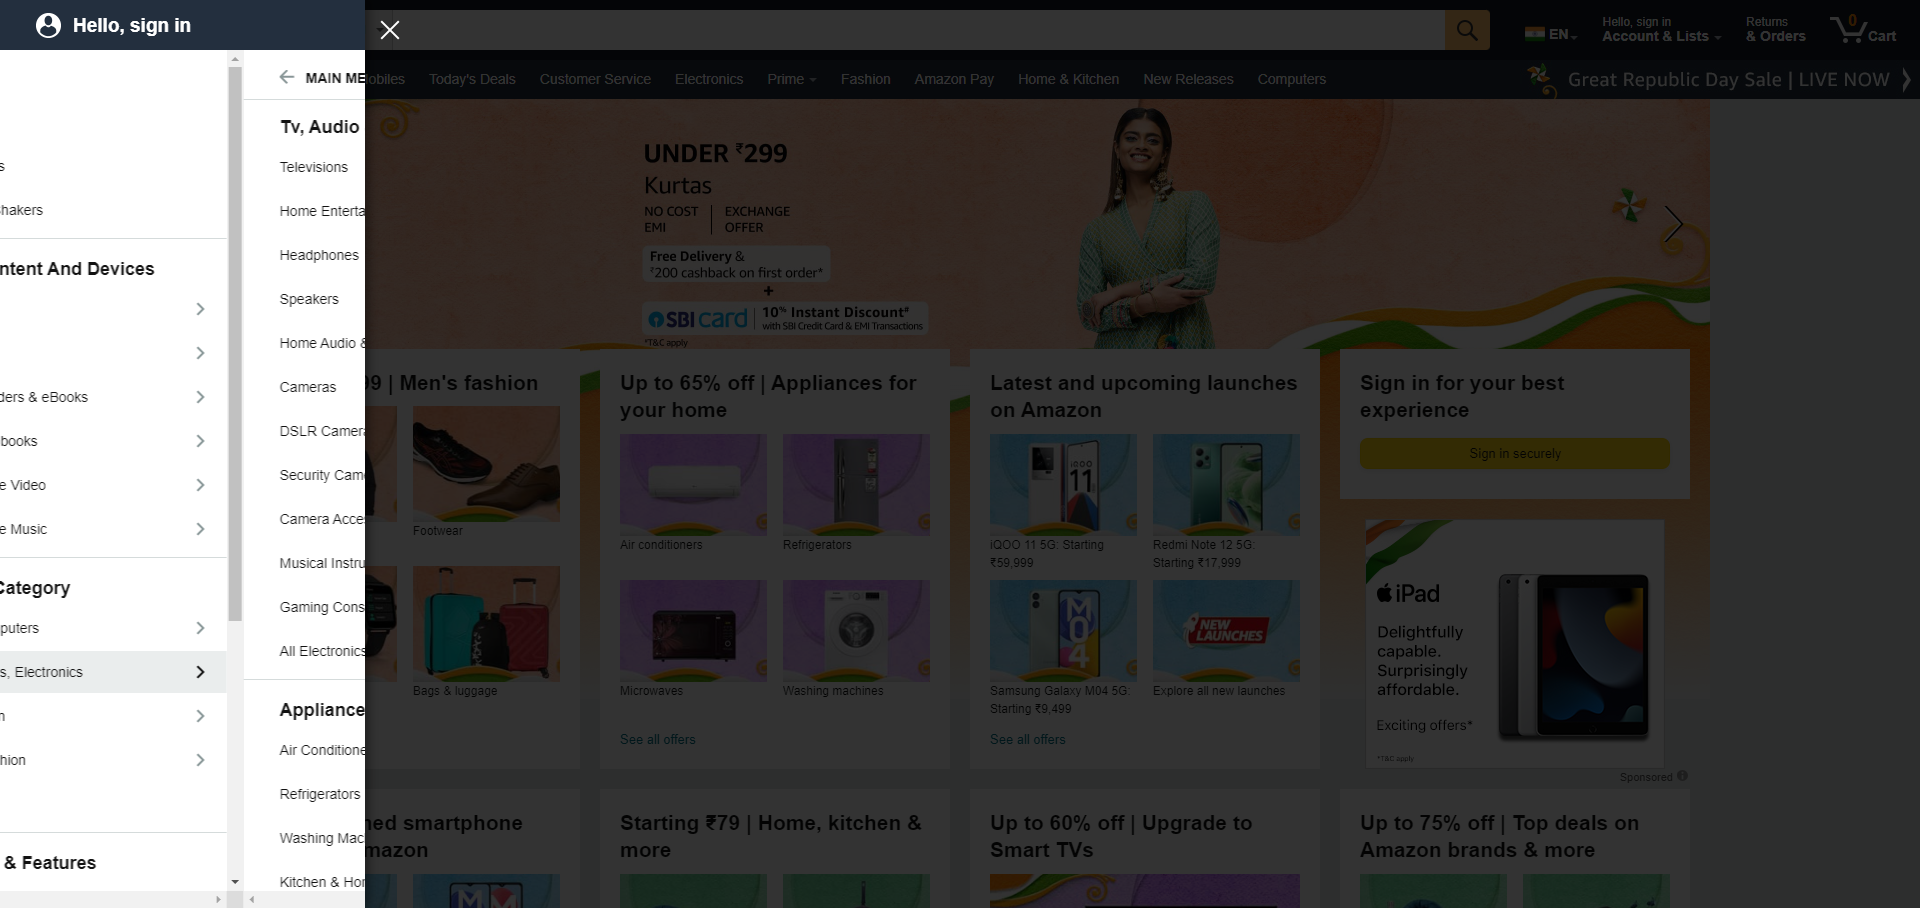 Hello, sign in
EN
Hello, sign in
Account & Lists
Returns
& Orders
0
Cart
MAIN ME
obiles
Today's Deals
Customer Service
Electronics
Prime
Fashion
Amazon Pay
Home & Kitchen
New Releases
Computers
Great Republic Day Sale | LIVE NOW
s
hakers
ntent And Devices
ders & eBooks
books
e Video
e Music
Category
puters
s, Electronics
n
hion
& Features
Tv, Audio
Televisions
Home Enterta
Headphones
Speakers
Home Audio &
Cameras
DSLR Camera
Security Cam
Camera Acces
Musical Instru
Gaming Cons
All Electronics
Appliance
Air Conditione
Refrigerators
Washing Mac
Kitchen & Hom
UNDER ₹299
Kurtas
NO COST
EMI
EXCHANGE
OFFER
Free Delivery &
₹200 cashback on first order*
+
SBI card
10% Instant Discount#
with SBI Credit Card & EMI Transactions
*T&C apply
99 | Men's fashion
Footwear
Bags & luggage
Up to 65% off | Appliances for
your home
Air conditioners
Refrigerators
Microwaves
Washing machines
See all offers
Latest and upcoming launches
on Amazon
iQOO
11
iQOO 11 5G: Starting
₹59,999
Redmi Note 12 5G:
Starting ₹17,999
M04
Samsung Galaxy M04 5G:
Starting ₹9,499
NEW
LAUNCHES
Explore all new launches
See all offers
Sign in for your best
experience
Sign in securely
iPad
Delightfully
capable.
Surprisingly
affordable.
Exciting offers*
*T&C apply
Sponsored
ned smartphone
mazon
Starting ₹79 | Home, kitchen &
more
Up to 60% off | Upgrade to
Smart TVs
Up to 75% off | Top deals on
Amazon brands & more